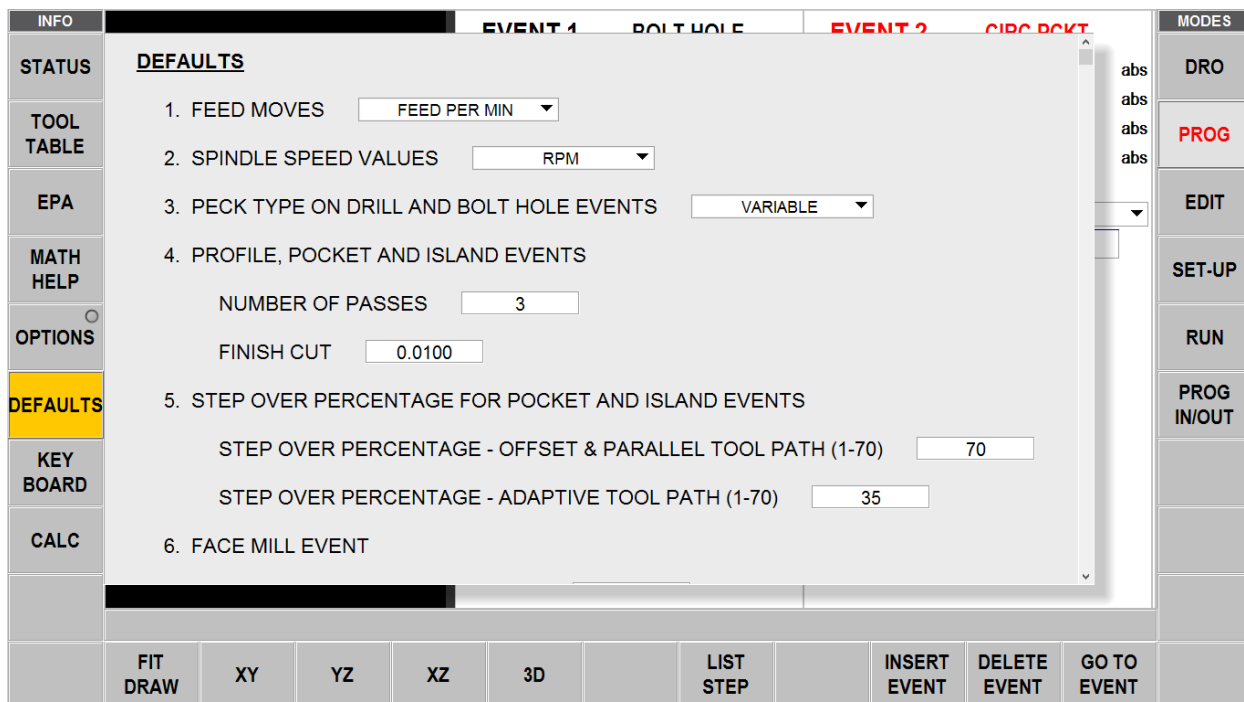 INFO
STATUS
TOOL
TABLE
EPA
MATH
HELP
OPTIONS
DEFAULTS
KEY
BOARD
CALC
EVENT 1 BOLT HOLE EVENT 2 CIRC PCKT
DEFAULTS
1. FEED MOVES FEED PER MIN
2. SPINDLE SPEED VALUES RPM
3. PECK TYPE ON DRILL AND BOLT HOLE EVENTS VARIABLE
4. PROFILE, POCKET AND ISLAND EVENTS
NUMBER OF PASSES 3
FINISH CUT 0.0100
5. STEP OVER PERCENTAGE FOR POCKET AND ISLAND EVENTS
STEP OVER PERCENTAGE - OFFSET & PARALLEL TOOL PATH (1-70) 70
STEP OVER PERCENTAGE - ADAPTIVE TOOL PATH (1-70) 35
6. FACE MILL EVENT
abs
abs
abs
abs
MODES
DRO
PROG
EDIT
SET-UP
RUN
PROG
IN/OUT
FIT
DRAW
XY
YZ
XZ
3D
LIST
STEP
INSERT
EVENT
DELETE
EVENT
GO TO
EVENT